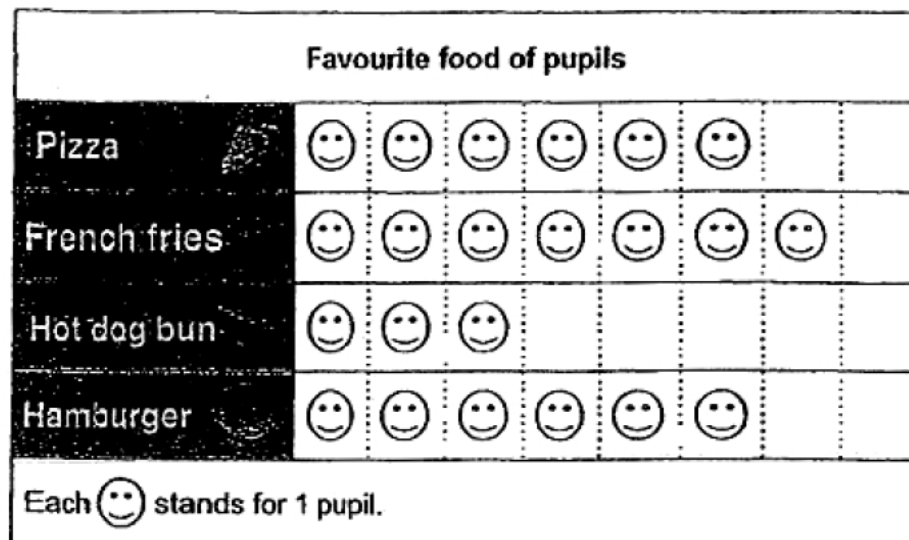 Favourite food of pupils
Pizza
French fries
Hot dog bun
Hamburger
Each stands for 1 pupil.